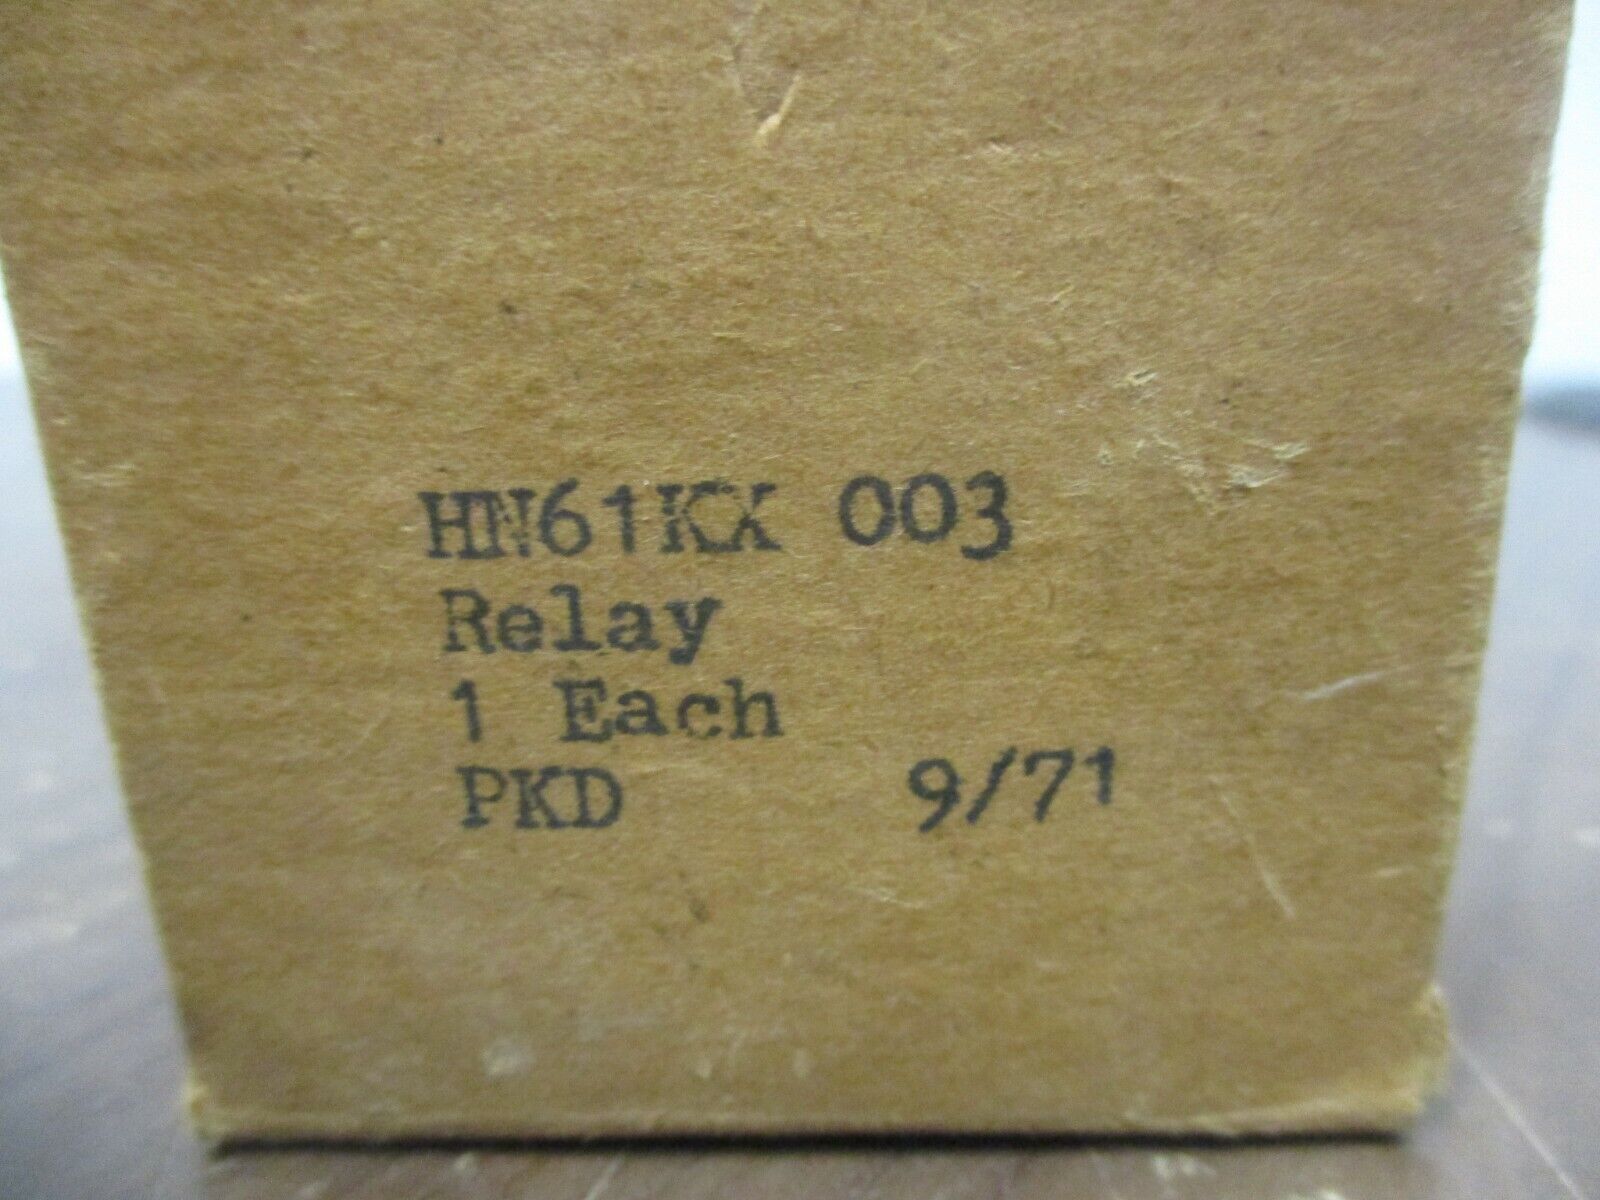 HN61KX 003
Relay
1 Each
PKD 9/71